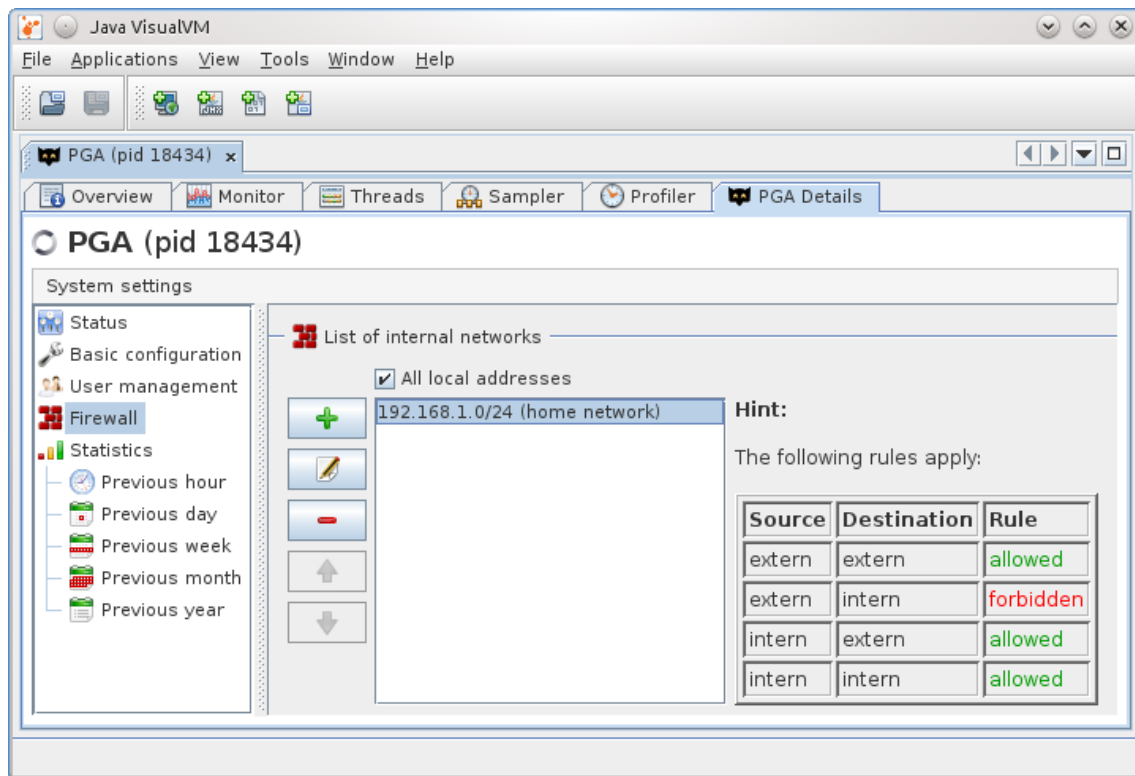 Java VisualVM
File Applications View Tools Window Help
PGA (pid 18434) x
Overview Monitor Threads Sampler Profiler PGA Details
PGA (pid 18434)
System settings
Status
Basic configuration
User management
Firewall
Statistics
Previous hour
Previous day
Previous week
Previous month
Previous year
List of internal networks
All local addresses
192.168.1.0/24 (home network)
Hint:
The following rules apply:
Source Destination Rule
extern extern allowed
extern intern forbidden
intern extern allowed
intern intern allowed